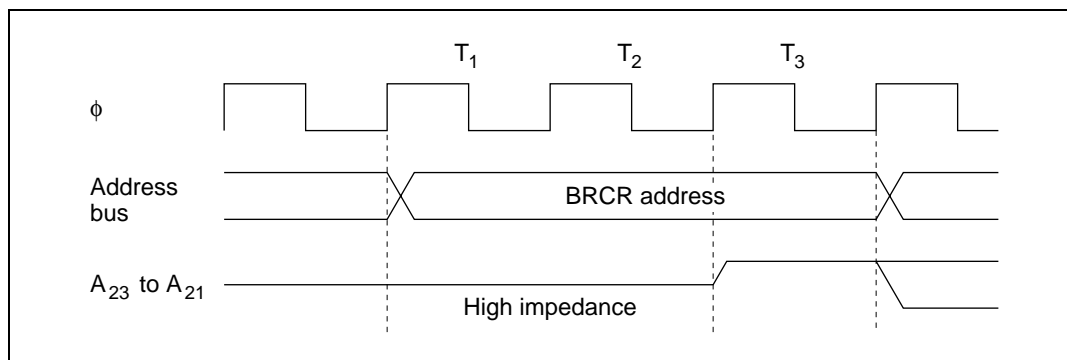 T1 T2 T3
φ
Address
bus
BRCR address
A23 to A21
High impedance